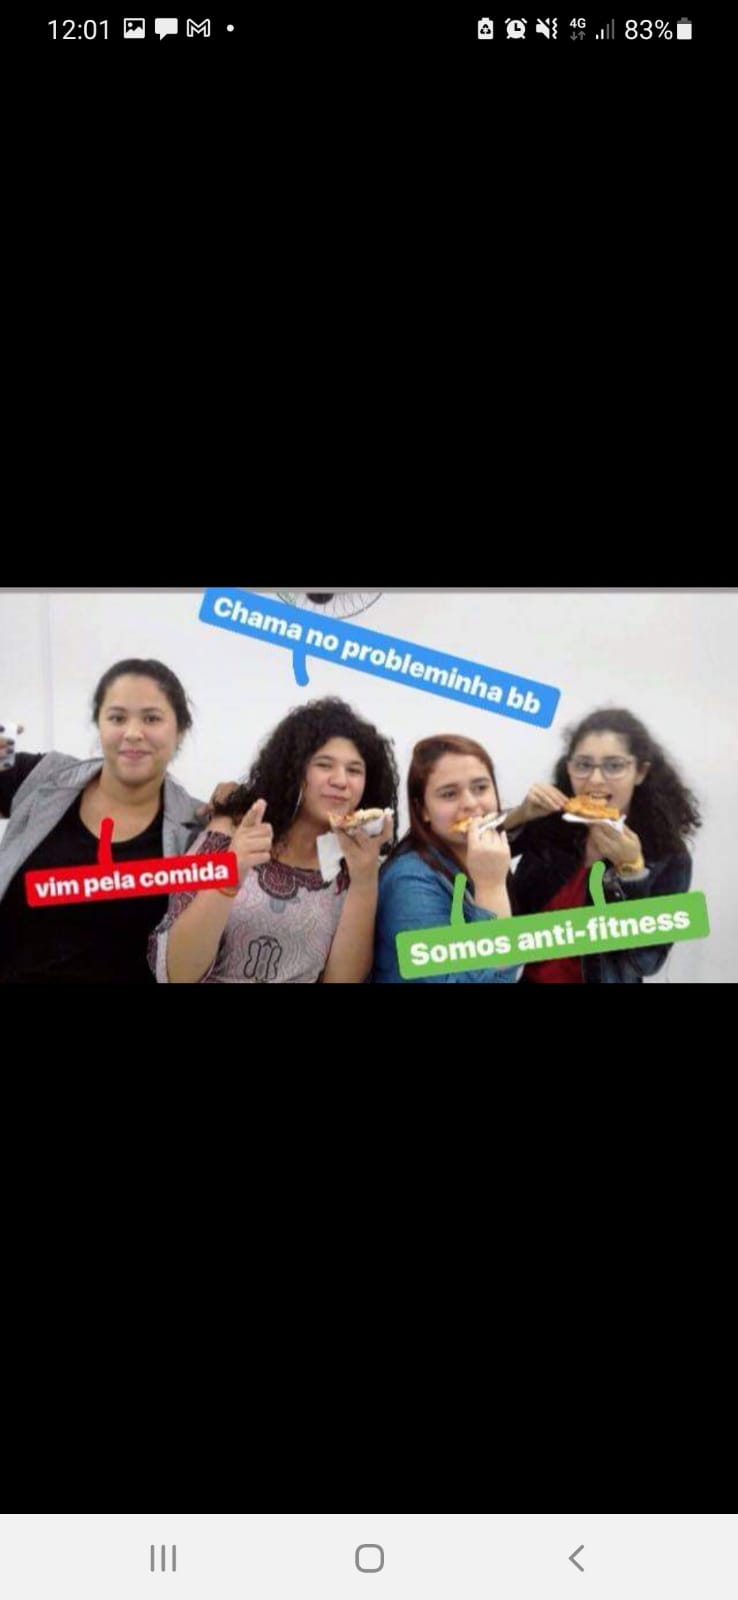 12:01
4G
83%
Chama no probleminha bb
vim pela comida
Somos anti-fitness